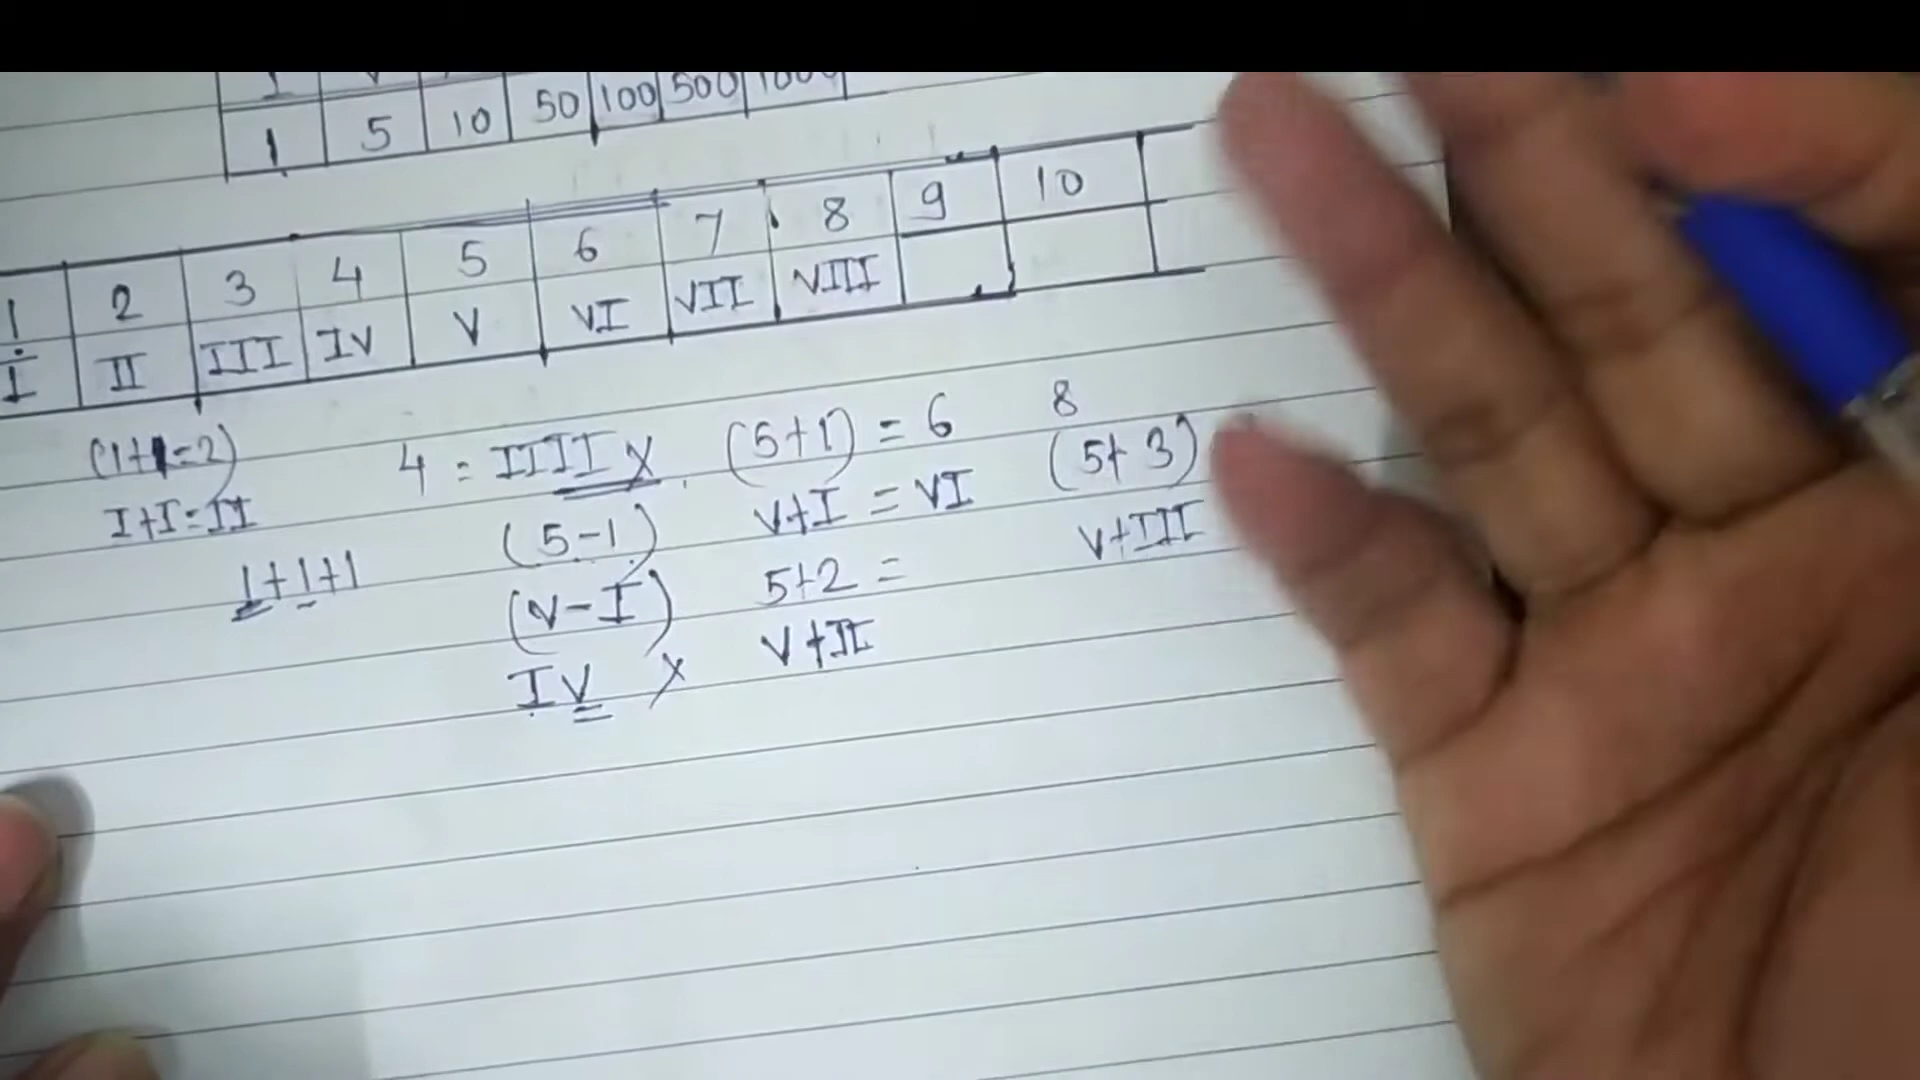 1 5 10 50 100 500
1 2 3 4 5 6 7 8 9 10
I II III IV V VI VII VIII
(1+1=2)
I+I=II
1+1+1
4 = IIII X
(5-1)
(V-I)
IV X
(5+1) = 6
V+I = VI
5+2 =
V+II
8
(5+3)
V+III